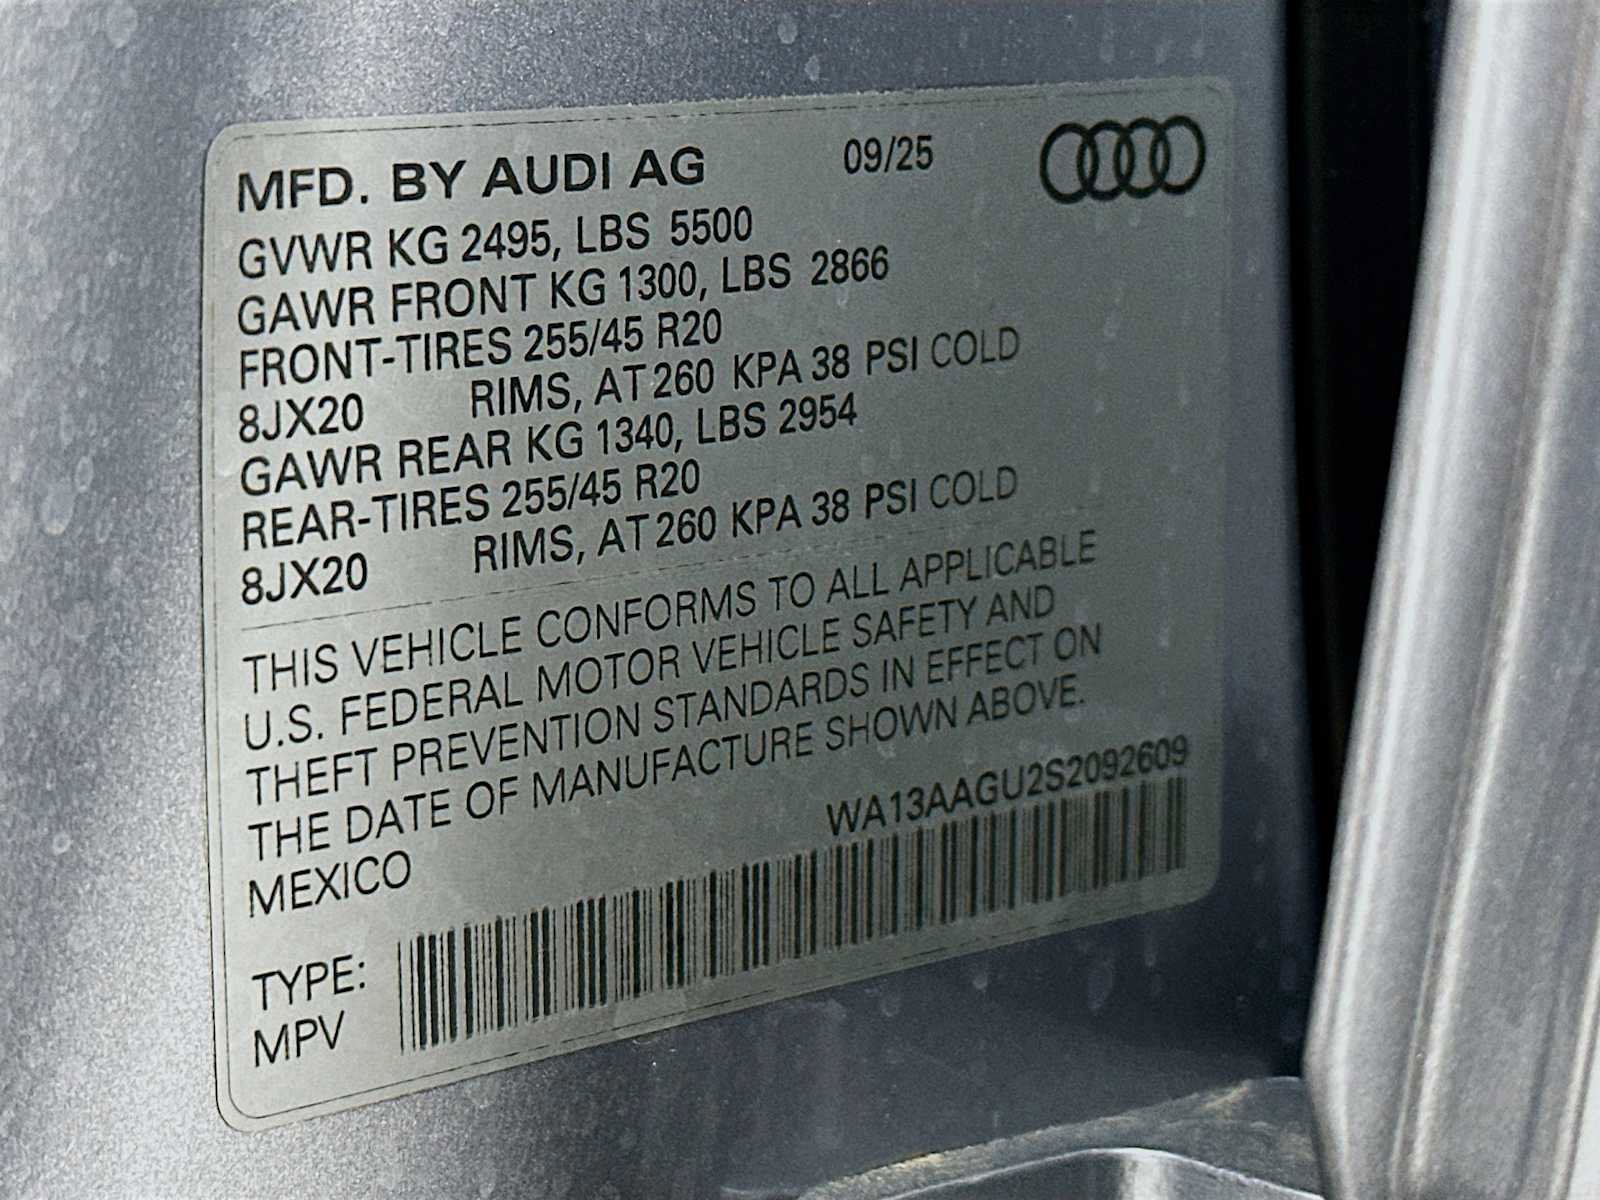 MFD. BY AUDI AG 09/25
GVWR KG 2495, LBS 5500
GAWR FRONT KG 1300, LBS 2866
FRONT-TIRES 255/45 R20
8JX20 RIMS, AT 260 KPA 38 PSI COLD
GAWR REAR KG 1340, LBS 2954
REAR-TIRES 255/45 R20
8JX20 RIMS, AT 260 KPA 38 PSI COLD
THIS VEHICLE CONFORMS TO ALL APPLICABLE
U.S. FEDERAL MOTOR VEHICLE SAFETY AND
THEFT PREVENTION STANDARDS IN EFFECT ON
THE DATE OF MANUFACTURE SHOWN ABOVE.
MEXICO
WA13AAGU2S2092609
TYPE:
MPV